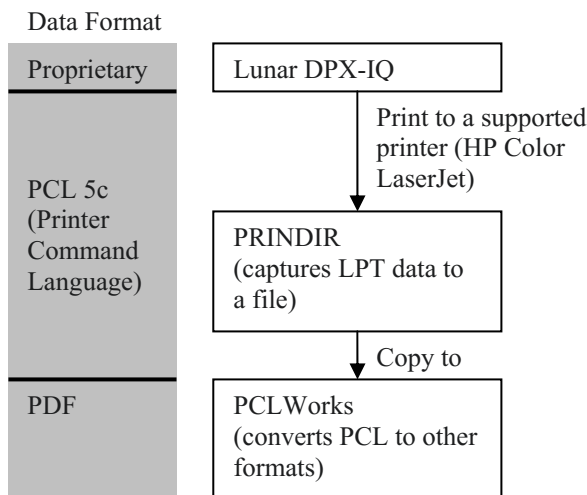 Data Format
Proprietary
Lunar DPX-IQ
Print to a supported
printer (HP Color
LaserJet)
PCL 5c
(Printer
Command
Language)
PRINDIR
(captures LPT data to
a file)
Copy to
PDF
PCLWorks
(converts PCL to other
formats)